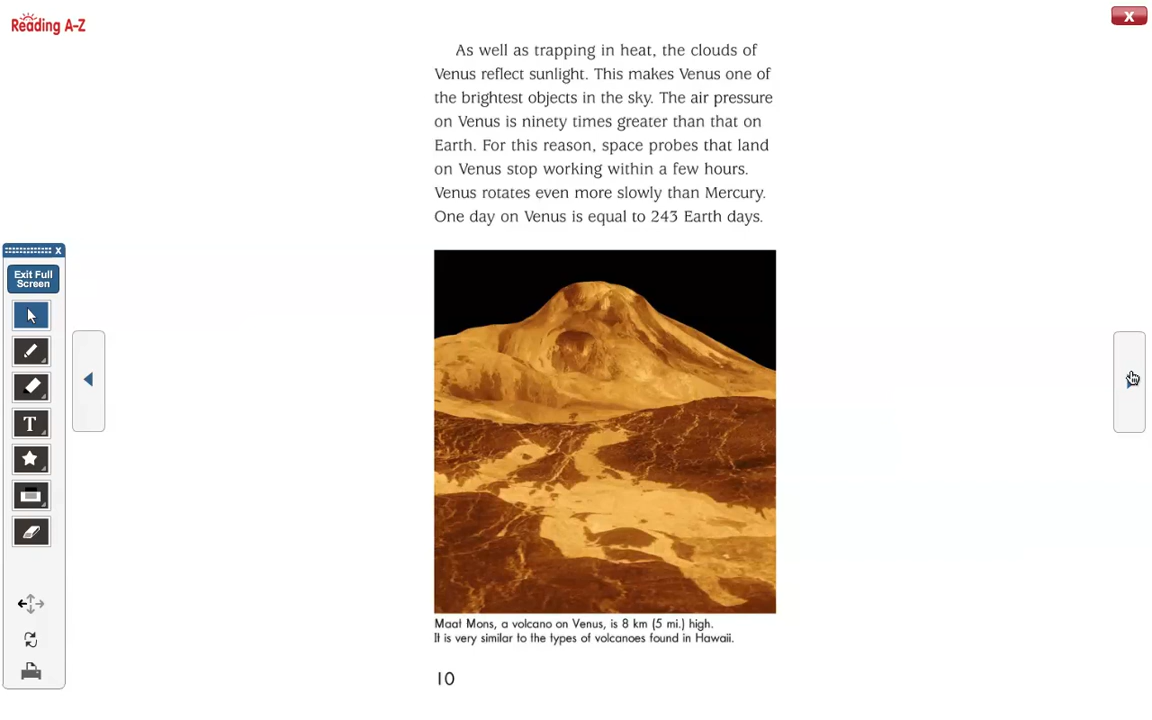 Reading A-Z
X
As well as trapping in heat, the clouds of
Venus reflect sunlight. This makes Venus one of
the brightest objects in the sky. The air pressure
on Venus is ninety times greater than that on
Earth. For this reason, space probes that land
on Venus stop working within a few hours.
Venus rotates even more slowly than Mercury.
One day on Venus is equal to 243 Earth days.
x
Exit Full
Screen
T
Maat Mons, a volcano on Venus, is 8 km (5 mi.) high.
It is very similar to the types of volcanoes found in Hawaii.
10